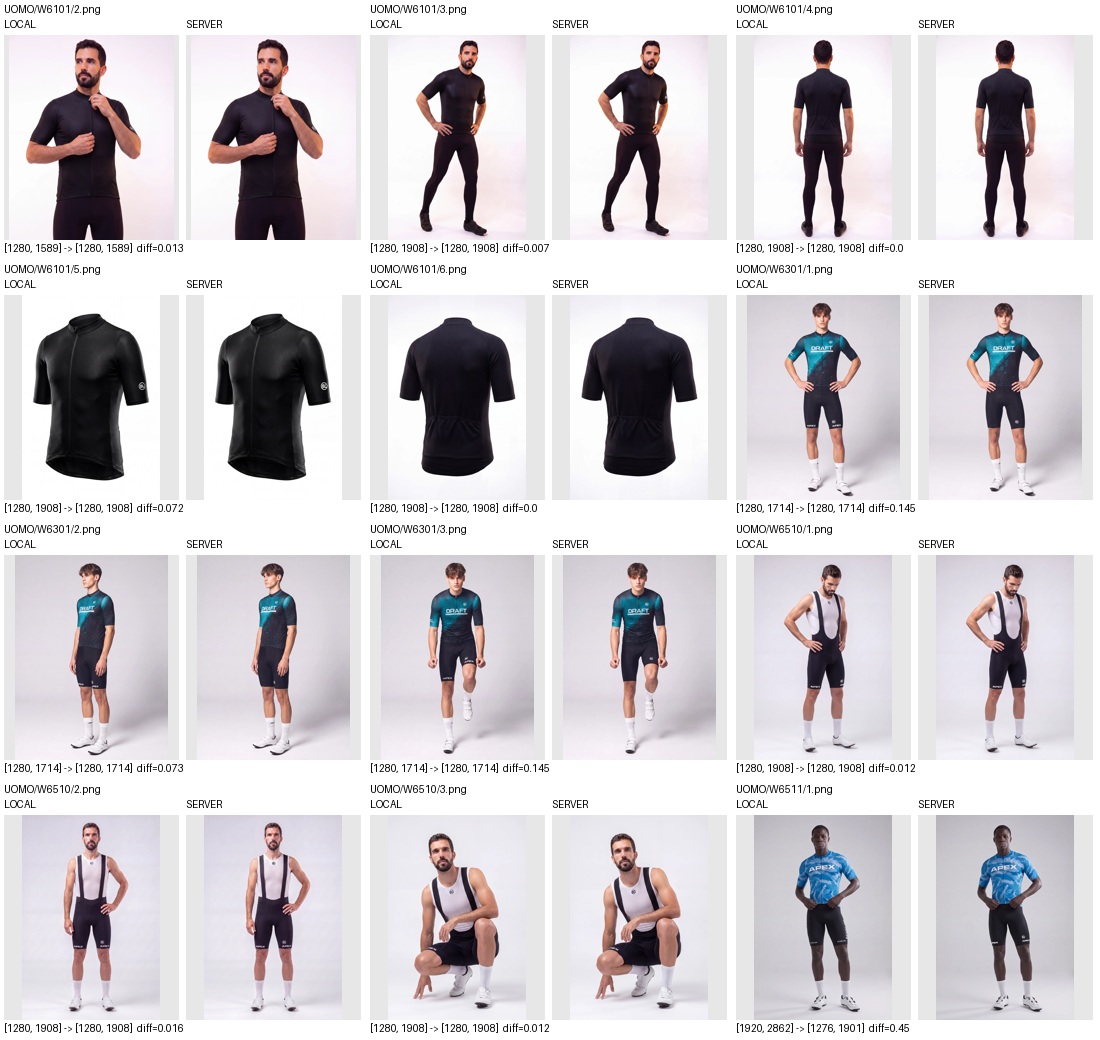 UOMO/W6101/2.png
LOCAL SERVER
[1280, 1589] -> [1280, 1589] diff=0.013
UOMO/W6101/3.png
LOCAL SERVER
[1280, 1908] -> [1280, 1908] diff=0.007
UOMO/W6101/4.png
LOCAL SERVER
[1280, 1908] -> [1280, 1908] diff=0.0
UOMO/W6101/5.png
LOCAL SERVER
[1280, 1908] -> [1280, 1908] diff=0.072
UOMO/W6101/6.png
LOCAL SERVER
[1280, 1908] -> [1280, 1908] diff=0.0
UOMO/W6301/1.png
LOCAL SERVER
DRAFT DRAFT
[1280, 1714] -> [1280, 1714] diff=0.145
UOMO/W6301/2.png
LOCAL SERVER
DRAFT DRAFT
[1280, 1714] -> [1280, 1714] diff=0.073
UOMO/W6301/3.png
LOCAL SERVER
DRAFT DRAFT
[1280, 1714] -> [1280, 1714] diff=0.145
UOMO/W6510/1.png
LOCAL SERVER
[1280, 1908] -> [1280, 1908] diff=0.012
UOMO/W6510/2.png
LOCAL SERVER
[1280, 1908] -> [1280, 1908] diff=0.016
UOMO/W6510/3.png
LOCAL SERVER
[1280, 1908] -> [1280, 1908] diff=0.012
UOMO/W6511/1.png
LOCAL SERVER
APEX APEX
[1920, 2862] -> [1276, 1901] diff=0.45